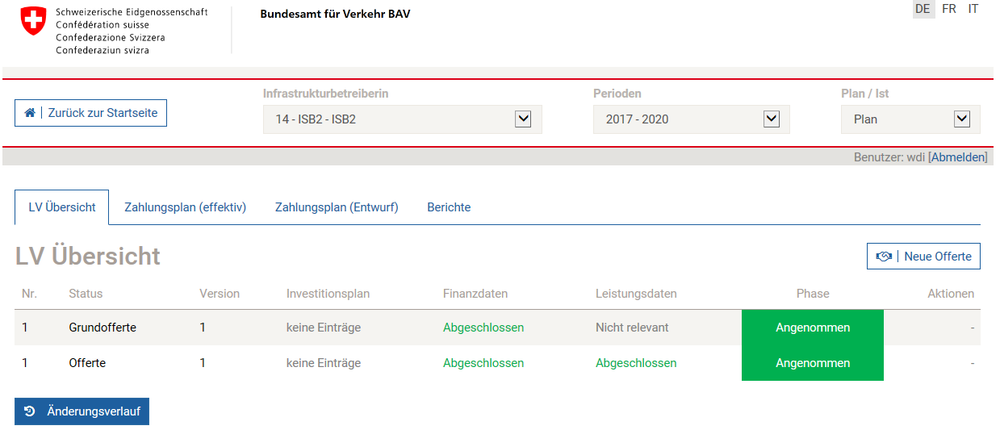 Schweizerische Eidgenossenschaft
Confédération suisse
Confederazione Svizzera
Confederaziun svizra
Bundesamt für Verkehr BAV
DE FR IT
Infrastrukturbetreiberin Perioden Plan / Ist
Zurück zur Startseite 14 - ISB2 - ISB2 2017 - 2020 Plan
Benutzer: wdi [Abmelden]
LV Übersicht Zahlungsplan (effektiv) Zahlungsplan (Entwurf) Berichte
LV Übersicht
Neue Offerte
Nr. Status Version Investitionsplan Finanzdaten Leistungsdaten Phase Aktionen
1 Grundofferte 1 keine Einträge Abgeschlossen Nicht relevant Angenommen -
1 Offerte 1 keine Einträge Abgeschlossen Abgeschlossen Angenommen -
Änderungsverlauf